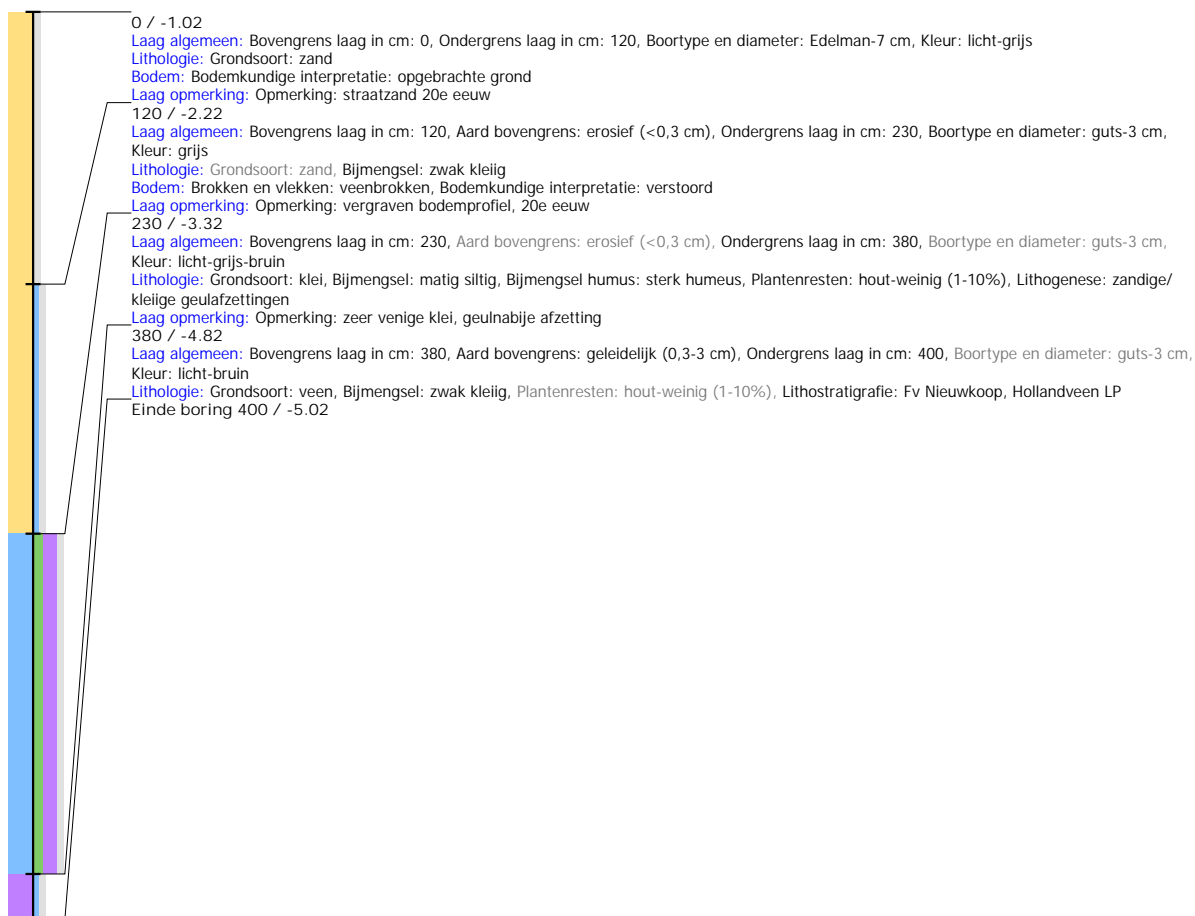 0 / -1.02
Laag algemeen: Bovengrens laag in cm: 0, Ondergrens laag in cm: 120, Boortype en diameter: Edelman-7 cm, Kleur: licht-grijs
Lithologie: Grondsoort: zand
Bodem: Bodemkundige interpretatie: opgebrachte grond
Laag opmerking: Opmerking: straatzand 20e eeuw
120 / -2.22
Laag algemeen: Bovengrens laag in cm: 120, Aard bovengrens: erosief (<0,3 cm), Ondergrens laag in cm: 230, Boortype en diameter: guts-3 cm,
Kleur: grijs
Lithologie: Grondsoort: zand, Bijmengsel: zwak kleiig
Bodem: Brokken en vlekken: veenbrokken, Bodemkundige interpretatie: verstoord
Laag opmerking: Opmerking: vergraven bodemprofiel, 20e eeuw
230 / -3.32
Laag algemeen: Bovengrens laag in cm: 230, Aard bovengrens: erosief (<0,3 cm), Ondergrens laag in cm: 380, Boortype en diameter: guts-3 cm,
Kleur: licht-grijs-bruin
Lithologie: Grondsoort: klei, Bijmengsel: matig siltig, Bijmengsel humus: sterk humeus, Plantenresten: hout-weinig (1-10%), Lithogenese: zandige/
kleiige geulafzettingen
Laag opmerking: Opmerking: zeer venige klei, geulnabije afzetting
380 / -4.82
Laag algemeen: Bovengrens laag in cm: 380, Aard bovengrens: geleidelijk (0,3-3 cm), Ondergrens laag in cm: 400, Boortype en diameter: guts-3 cm,
Kleur: licht-bruin
Lithologie: Grondsoort: veen, Bijmengsel: zwak kleiig, Plantenresten: hout-weinig (1-10%), Lithostratigrafie: Fv Nieuwkoop, Hollandveen LP
Einde boring 400 / -5.02